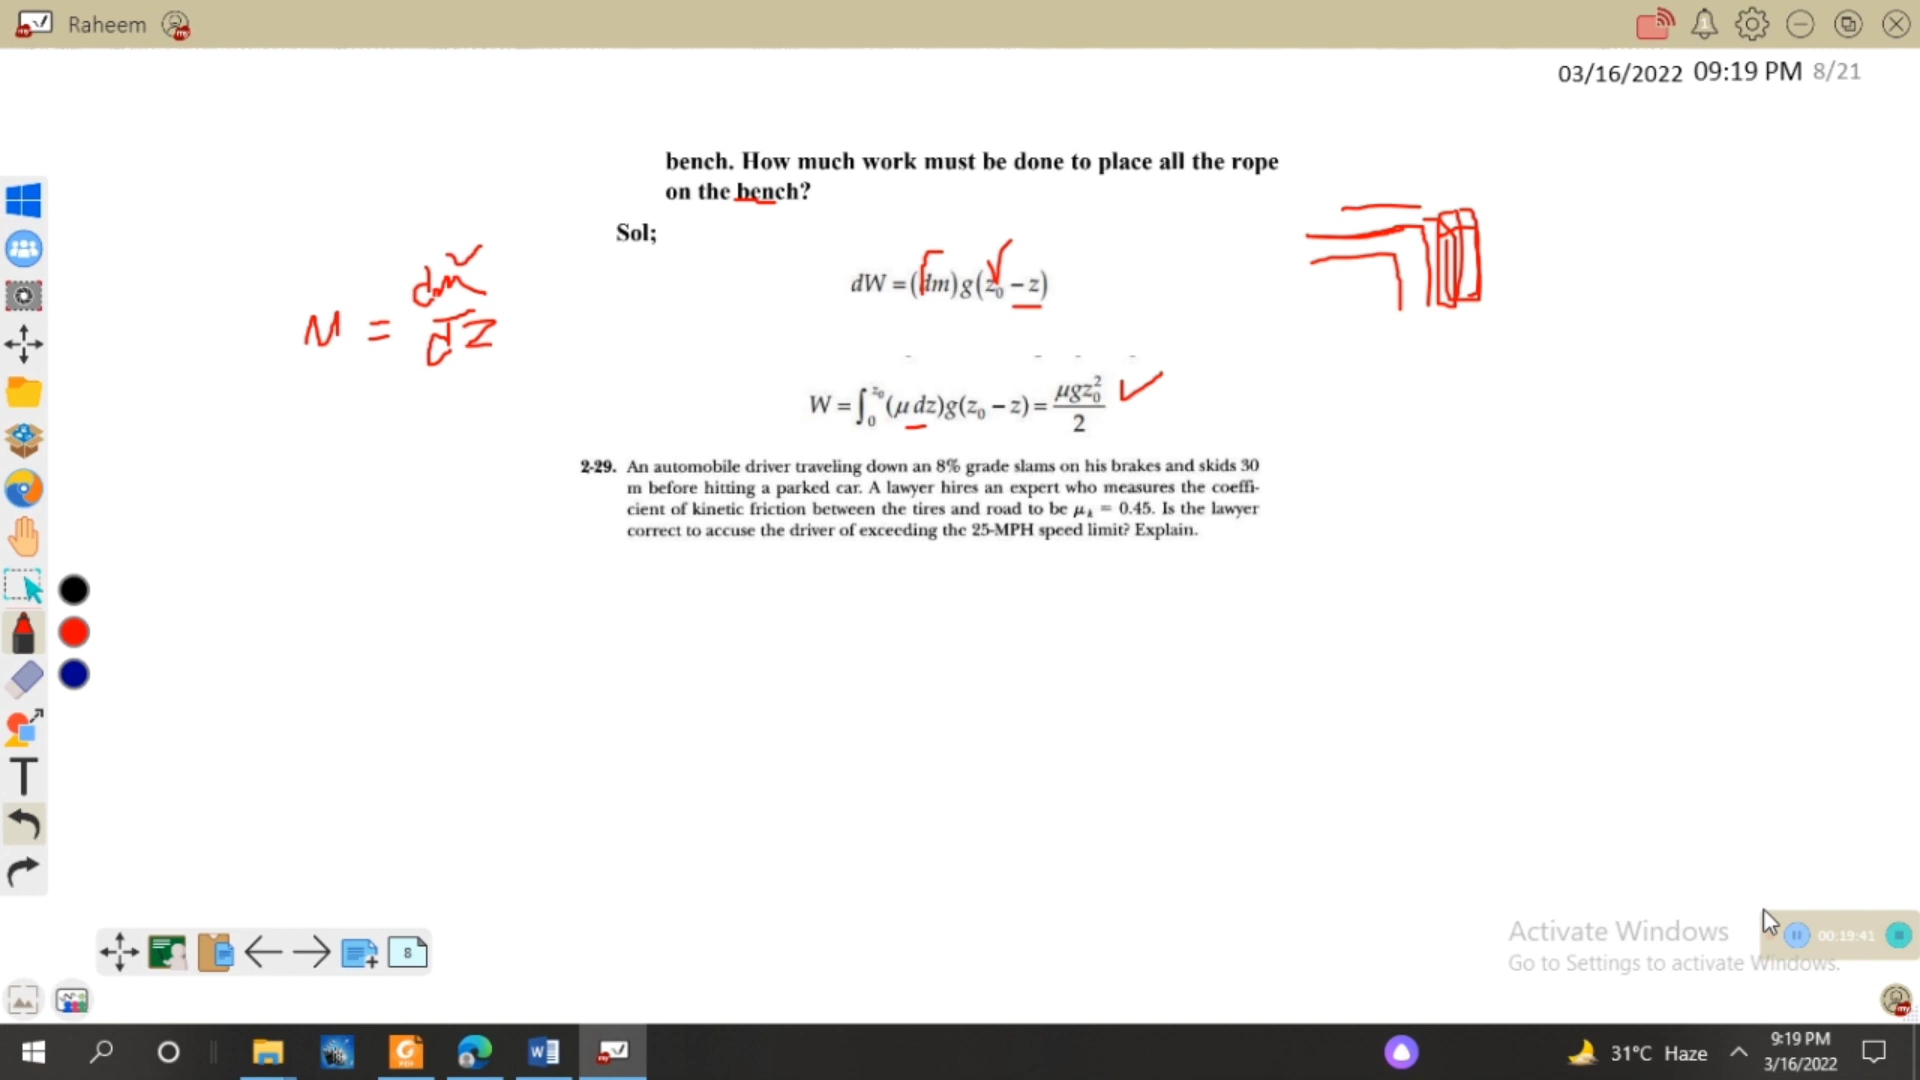 Raheem
03/16/2022 09:19 PM 8/21
bench. How much work must be done to place all the rope
on the bench?
Sol;
dW = (dm)g(z₀ − z)
M = dm/dz
W = ∫₀^z₀ (μ dz)g(z₀ − z) = μgz₀²/2
2-29. An automobile driver traveling down an 8% grade slams on his brakes and skids 30
m before hitting a parked car. A lawyer hires an expert who measures the coeffi-
cient of kinetic friction between the tires and road to be μₖ = 0.45. Is the lawyer
correct to accuse the driver of exceeding the 25-MPH speed limit? Explain.
T
8
Activate Windows
Go to Settings to activate Windows.
00:19:41
31°C Haze
9:19 PM
3/16/2022